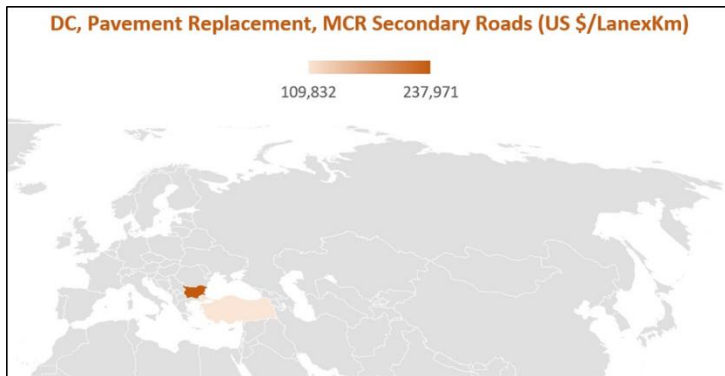 DC, Pavement Replacement, MCR Secondary Roads (US $/LanexKm)
109,832 237,971